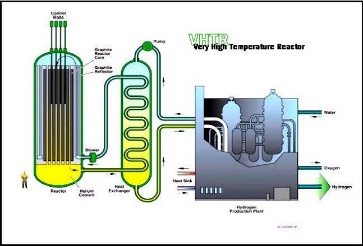 Control
Rods
VHTR
Very High Temperature Reactor
Pump
Graphite
Reactor
Core
Graphite
Reflector
Blower
Water
Oxygen
Heat Sink
Hydrogen
Reactor
Helium
Coolant
Heat
Exchanger
Hydrogen
Production Plant